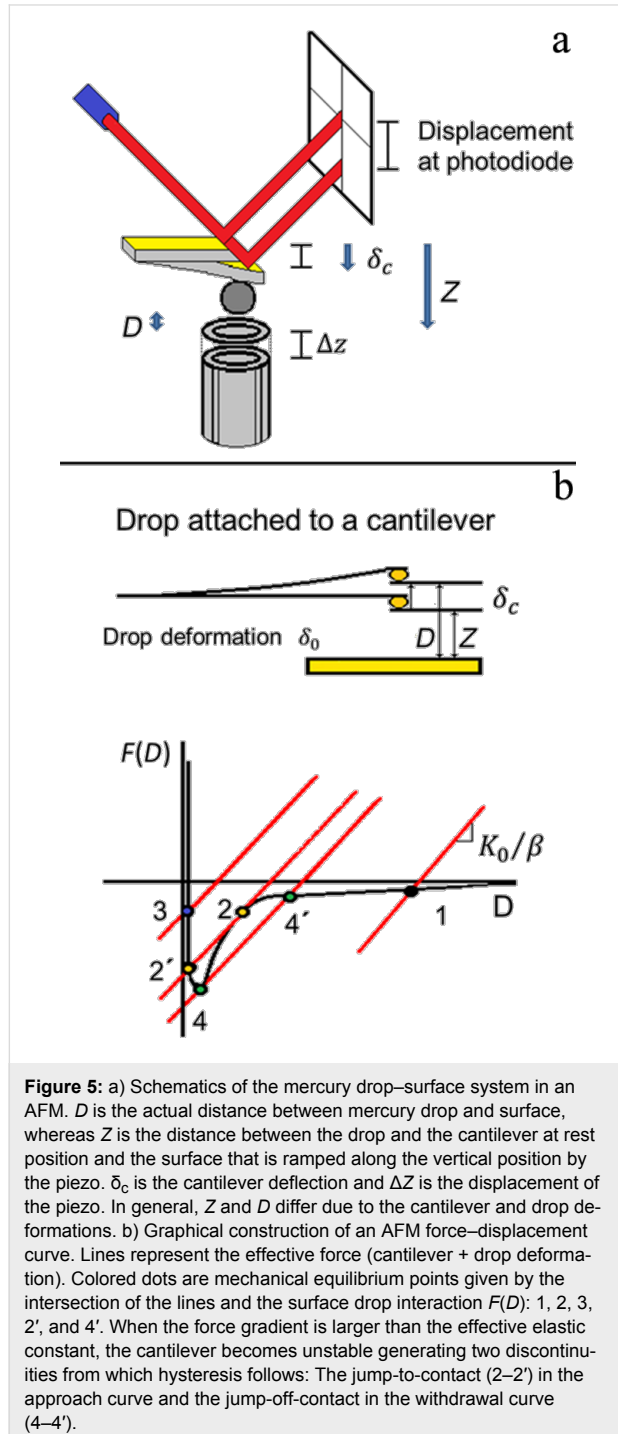 a
Displacement
at photodiode
δc
Z
D
Δz
b
Drop attached to a cantilever
δc
Drop deformation δ0
D
Z
F(D)
K0/β
3
2
4′
1
D
2′
4
Figure 5: a) Schematics of the mercury drop–surface system in an
AFM. D is the actual distance between mercury drop and surface,
whereas Z is the distance between the drop and the cantilever at rest
position and the surface that is ramped along the vertical position by
the piezo. δc is the cantilever deflection and ΔZ is the displacement of
the piezo. In general, Z and D differ due to the cantilever and drop de-
formations. b) Graphical construction of an AFM force–displacement
curve. Lines represent the effective force (cantilever + drop deforma-
tion). Colored dots are mechanical equilibrium points given by the
intersection of the lines and the surface drop interaction F(D): 1, 2, 3,
2′, and 4′. When the force gradient is larger than the effective elastic
constant, the cantilever becomes unstable generating two discontinu-
ities from which hysteresis follows: The jump-to-contact (2–2′) in the
approach curve and the jump-off-contact in the withdrawal curve
(4–4′).